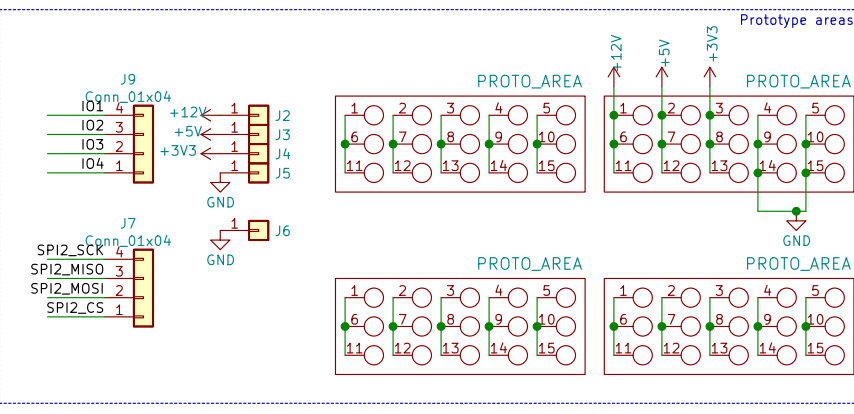 Prototype areas
+12V
+5V
+3V3
J9
Conn_01x04
IO1 4
IO2 3
IO3 2
IO4 1
+12V 1 J2
+5V 1 J3
+3V3 1 J4
1 J5
GND
PROTO_AREA
1 2 3 4 5
6 7 8 9 10
11 12 13 14 15
PROTO_AREA
1 2 3 4 5
6 7 8 9 10
11 12 13 14 15
GND
J7
Conn_01x04
SPI2_SCK 4
SPI2_MISO 3
SPI2_MOSI 2
SPI2_CS 1
1 J6
GND
PROTO_AREA
1 2 3 4 5
6 7 8 9 10
11 12 13 14 15
PROTO_AREA
1 2 3 4 5
6 7 8 9 10
11 12 13 14 15